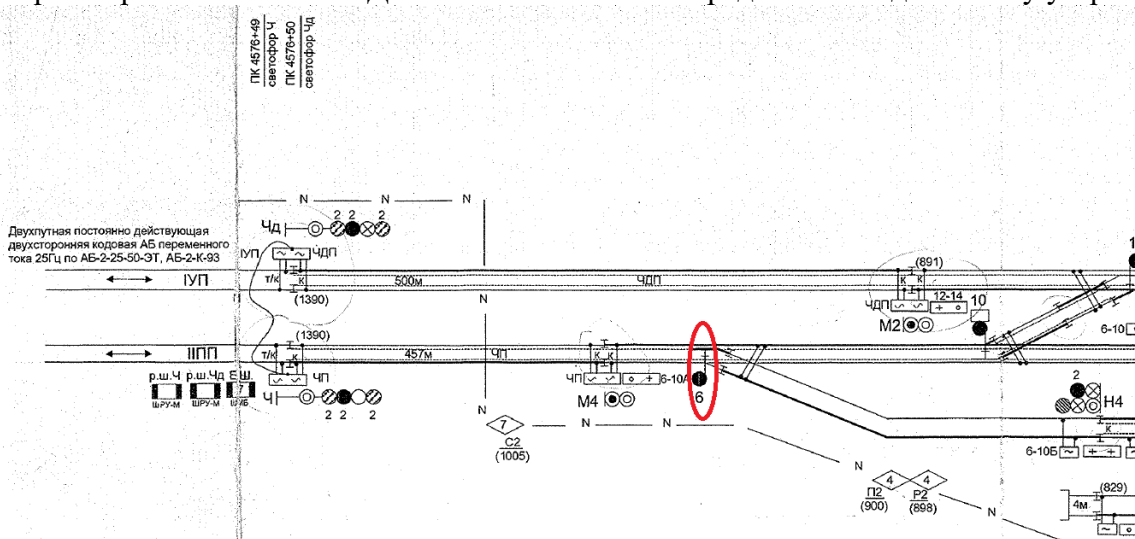 ПК 4576+49
светофор Ч
ПК 4576+50
светофор Чд
N N N
Чд
2 2 2
Двухпутная постоянно действующая
двухсторонняя кодовая АБ переменного
тока 25Гц по АБ-2-25-50-ЭТ, АБ-2-К-93
IУП ЧДП
(891)
IУП т/к К 500м ЧДП К К
(1390)
N
ЧДП 12-14 10
М2
6-10
(1390)
IIПП т/к К 457м ЧП К К
р.ш.Ч р.ш.Чд
ЧП
ЧП 6-10А
7
ШРУ-М ШРУ-М
Ч
2 2 2
М4
6
2
Н4
N
7
N N
С2
(1005)
К
6-10Б
N
4 4
П2 Р2
(900) (898)
N
(829)
4м